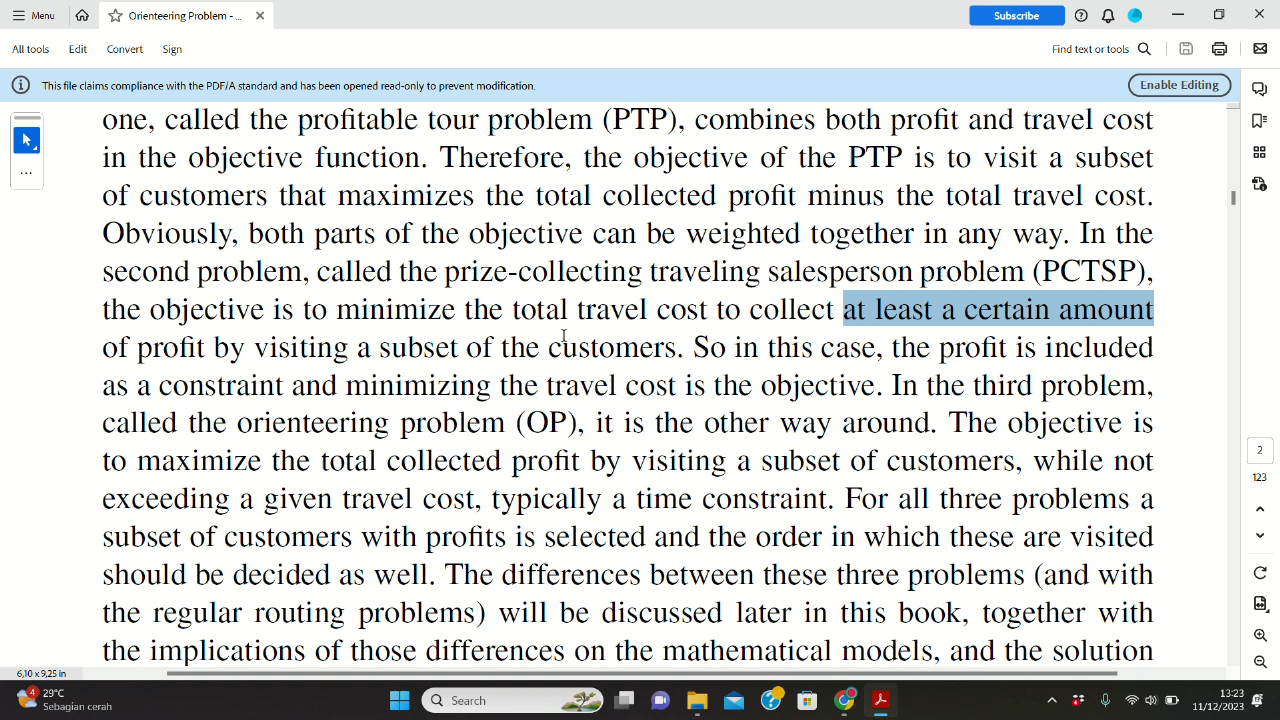 Menu
Orienteering Problem - ...
Subscribe
All tools Edit Convert Sign
Find text or tools
This file claims compliance with the PDF/A standard and has been opened read-only to prevent modification.
Enable Editing
one, called the profitable tour problem (PTP), combines both profit and travel cost
in the objective function. Therefore, the objective of the PTP is to visit a subset
of customers that maximizes the total collected profit minus the total travel cost.
Obviously, both parts of the objective can be weighted together in any way. In the
second problem, called the prize-collecting traveling salesperson problem (PCTSP),
the objective is to minimize the total travel cost to collect at least a certain amount
of profit by visiting a subset of the customers. So in this case, the profit is included
as a constraint and minimizing the travel cost is the objective. In the third problem,
called the orienteering problem (OP), it is the other way around. The objective is
to maximize the total collected profit by visiting a subset of customers, while not
exceeding a given travel cost, typically a time constraint. For all three problems a
subset of customers with profits is selected and the order in which these are visited
should be decided as well. The differences between these three problems (and with
the regular routing problems) will be discussed later in this book, together with
the implications of those differences on the mathematical models, and the solution
2
123
6,10 x 9,25 in
4
29°C
Sebagian cerah
Search
13:23
11/12/2023